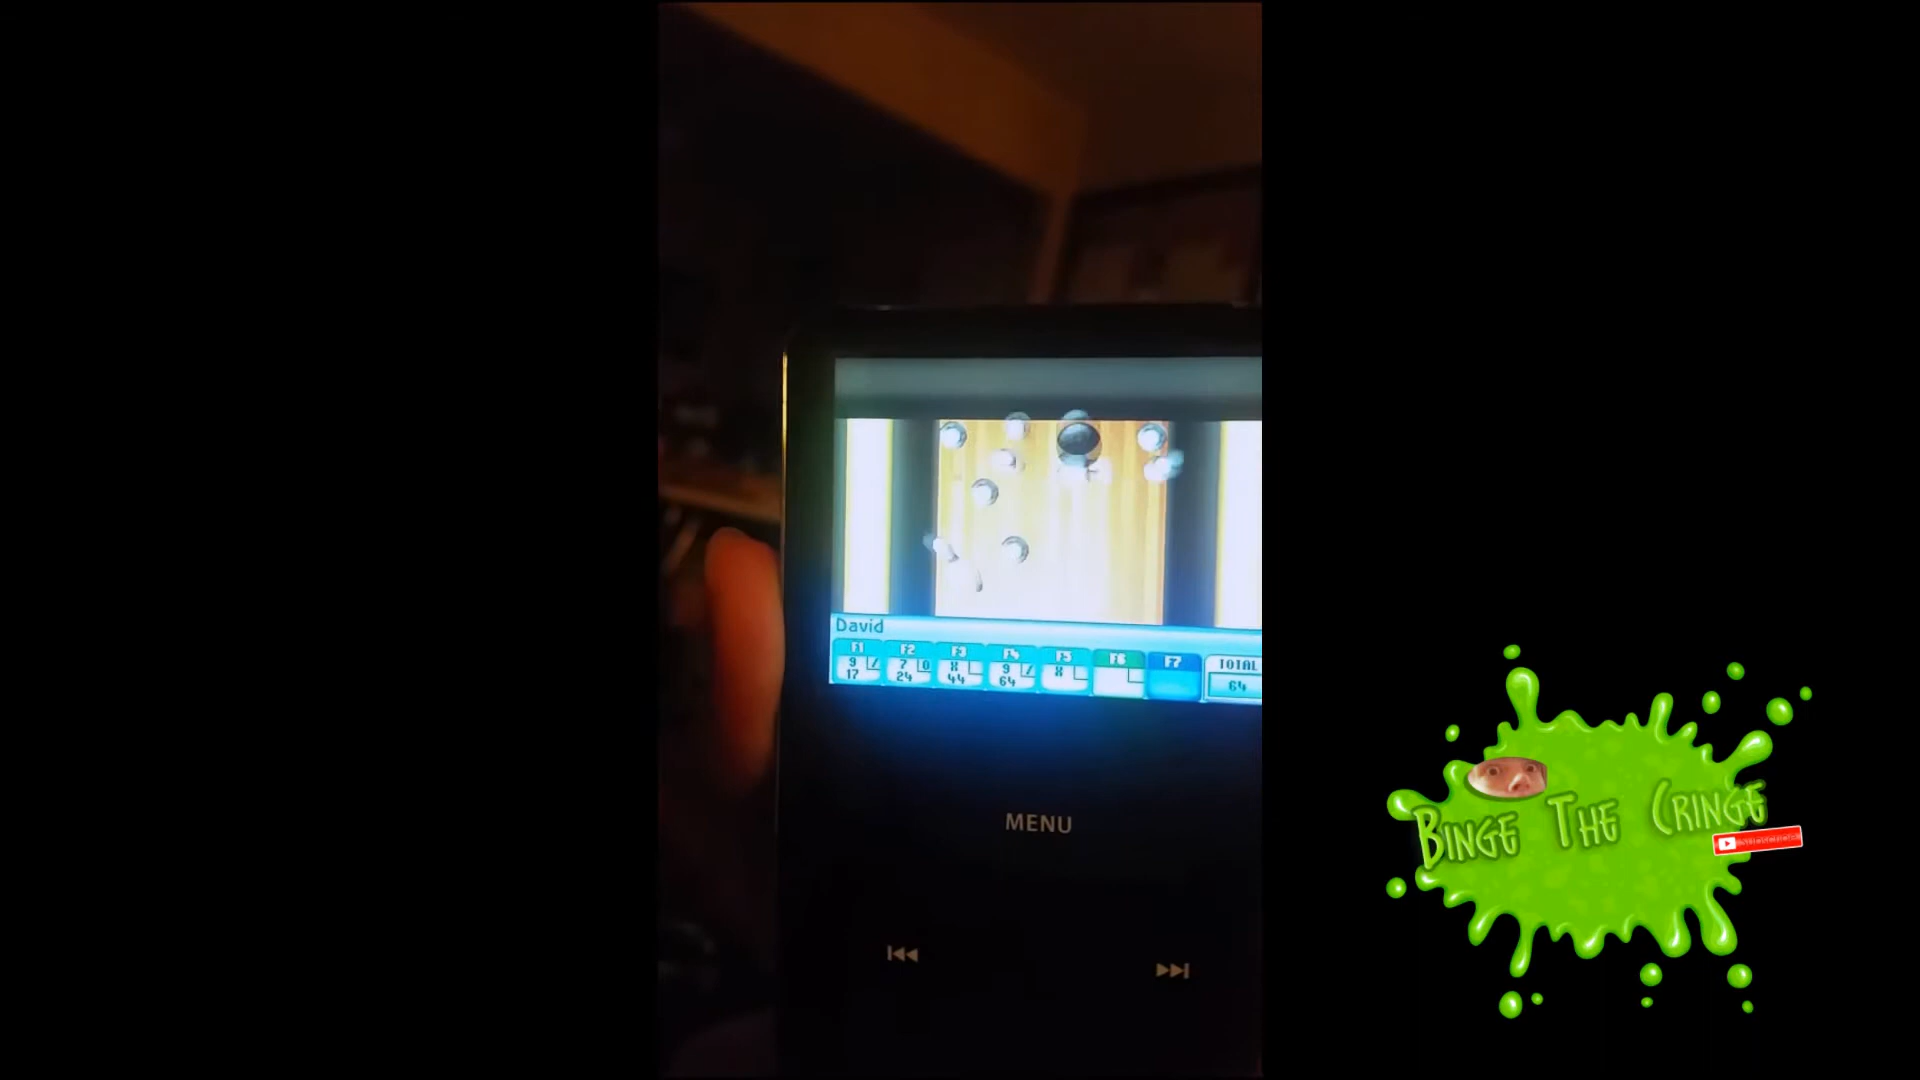 David
F1 F2 F3 F4 F5 F6 F7 TOTAL
9 / 7 0 X 9 / X
17 24 44 64 64
MENU
BINGE THE CRINGE
SUBSCRIBE